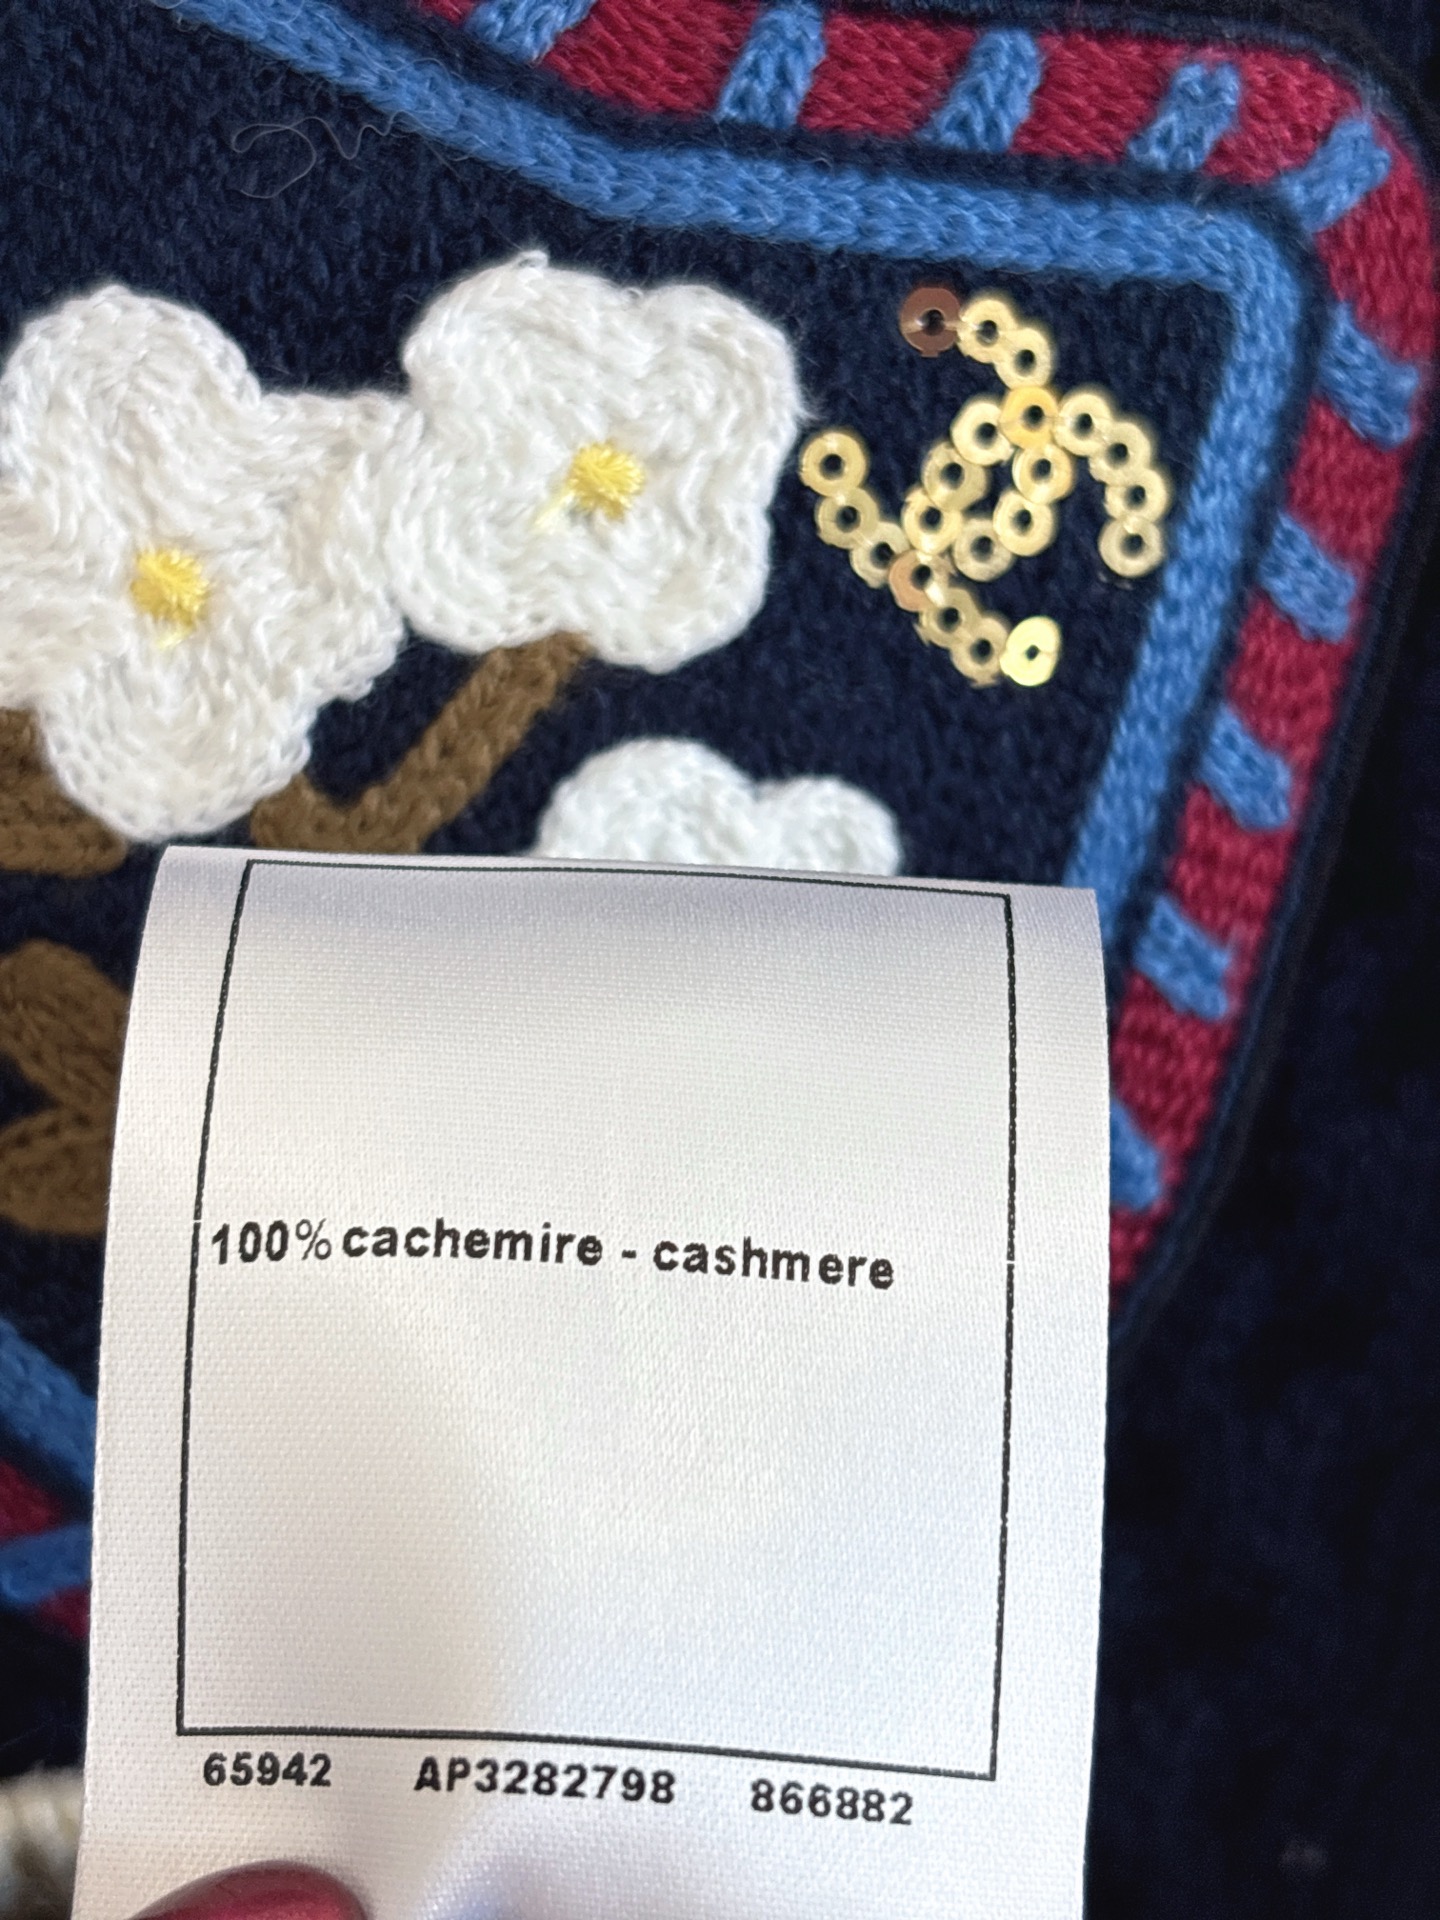 100% cachemire - cashmere
65942 AP3282798 866882